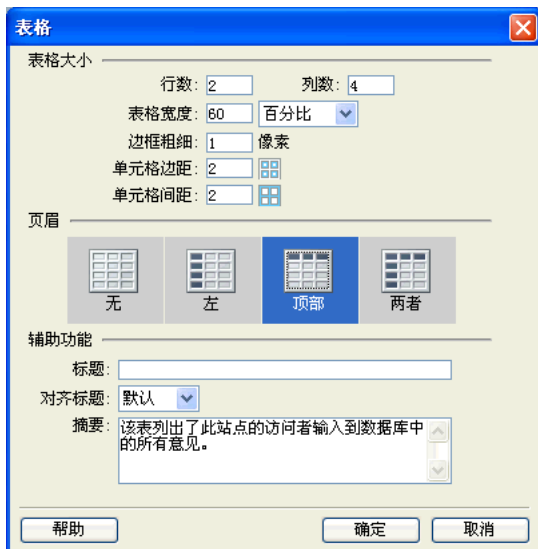 表格
表格大小
行数: 2 列数: 4
表格宽度: 60 百分比
边框粗细: 1 像素
单元格边距: 2
单元格间距: 2
页眉
无 左 顶部 两者
辅助功能
标题:
对齐标题: 默认
摘要: 该表列出了此站点的访问者输入到数据库中
的所有意见。
帮助 确定 取消